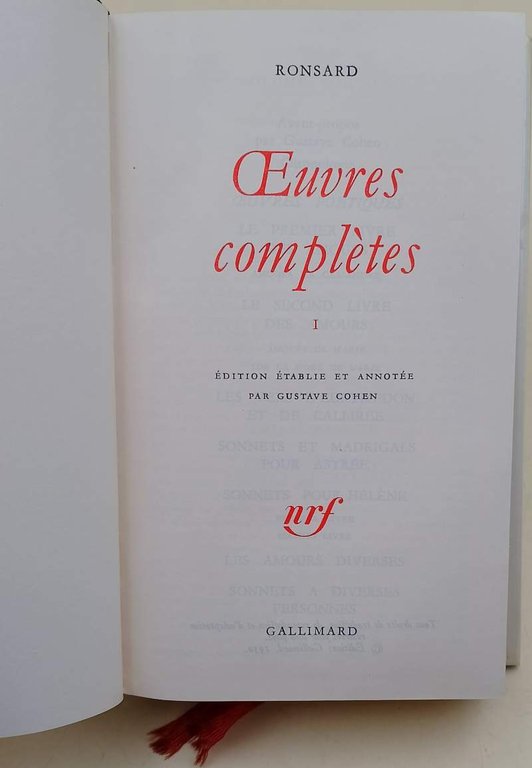 RONSARD
Œuvres
complètes
I
ÉDITION ÉTABLIE ET ANNOTÉE
PAR GUSTAVE COHEN
nrf
GALLIMARD